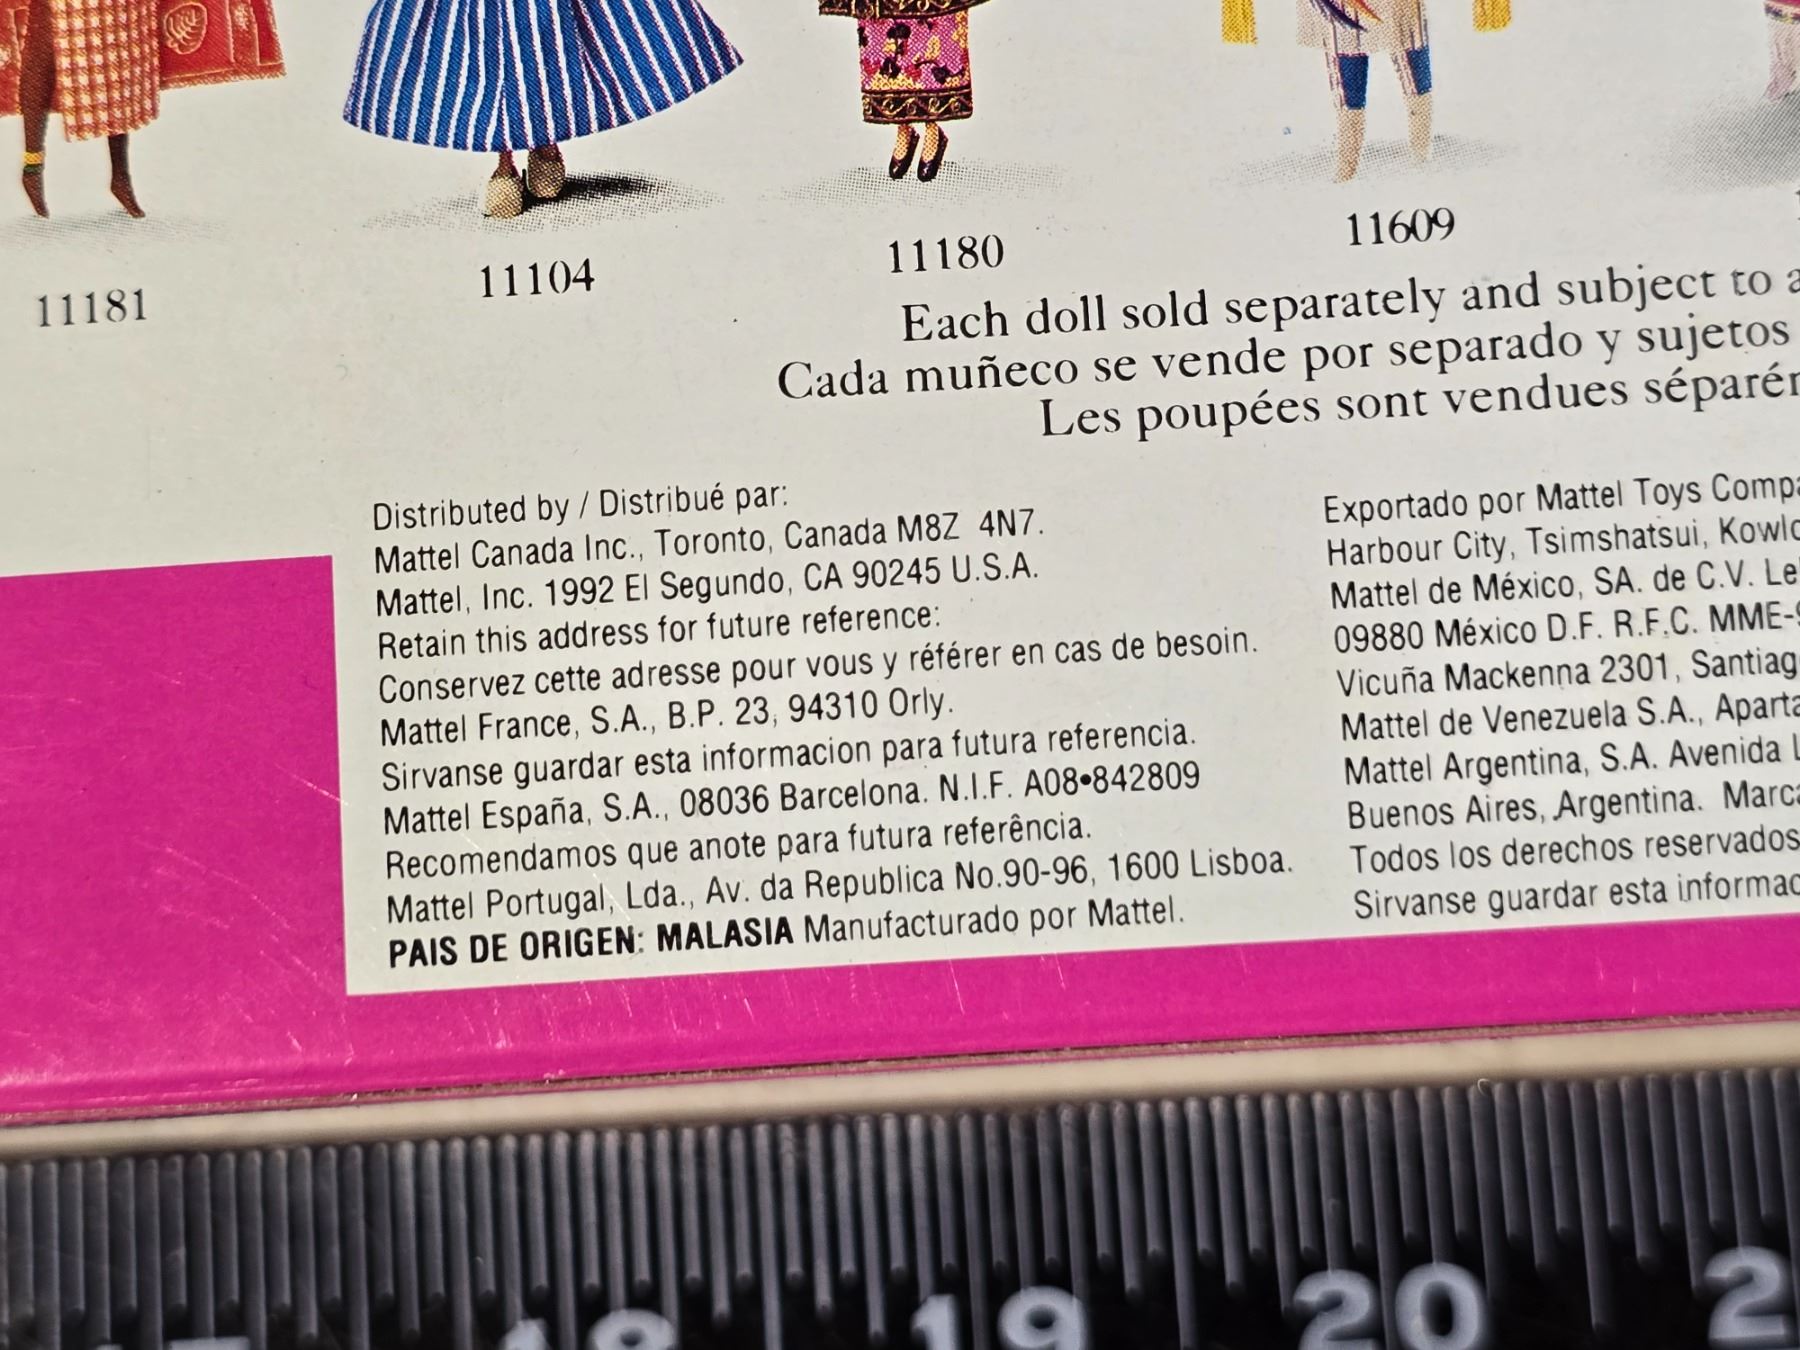 11181
11104
11180
11609
Each doll sold separately and subject to
Cada muñeco se vende por separado y sujetos
Les poupées sont vendues
Distributed by / Distribué par:
Mattel Canada Inc., Toronto, Canada M8Z 4N7.
Mattel, Inc. 1992 El Segundo, CA 90245 U.S.A.
Retain this address for future reference:
Conservez cette adresse pour vous y référer en cas de besoin.
Mattel France, S.A., B.P. 23, 94310 Orly.
Sirvanse guardar esta informacion para futura referencia.
Mattel España, S.A., 08036 Barcelona. N.I.F. A08•842809
Recomendamos que anote para futura referência.
Mattel Portugal, Lda., Av. da Republica No.90-96, 1600 Lisboa.
PAIS DE ORIGEN: MALASIA Manufacturado por Mattel.
Exportado por Mattel Toys
Harbour City, Tsimshatsui,
Mattel de México, SA. de C.V.
09880 México D.F. R.F.C.
Vicuña Mackenna 2301,
Mattel de Venezuela S.A.,
Mattel Argentina, S.A. Avenida
Buenos Aires, Argentina.
Todos los derechos reservados
Sirvanse guardar esta
18 19 20